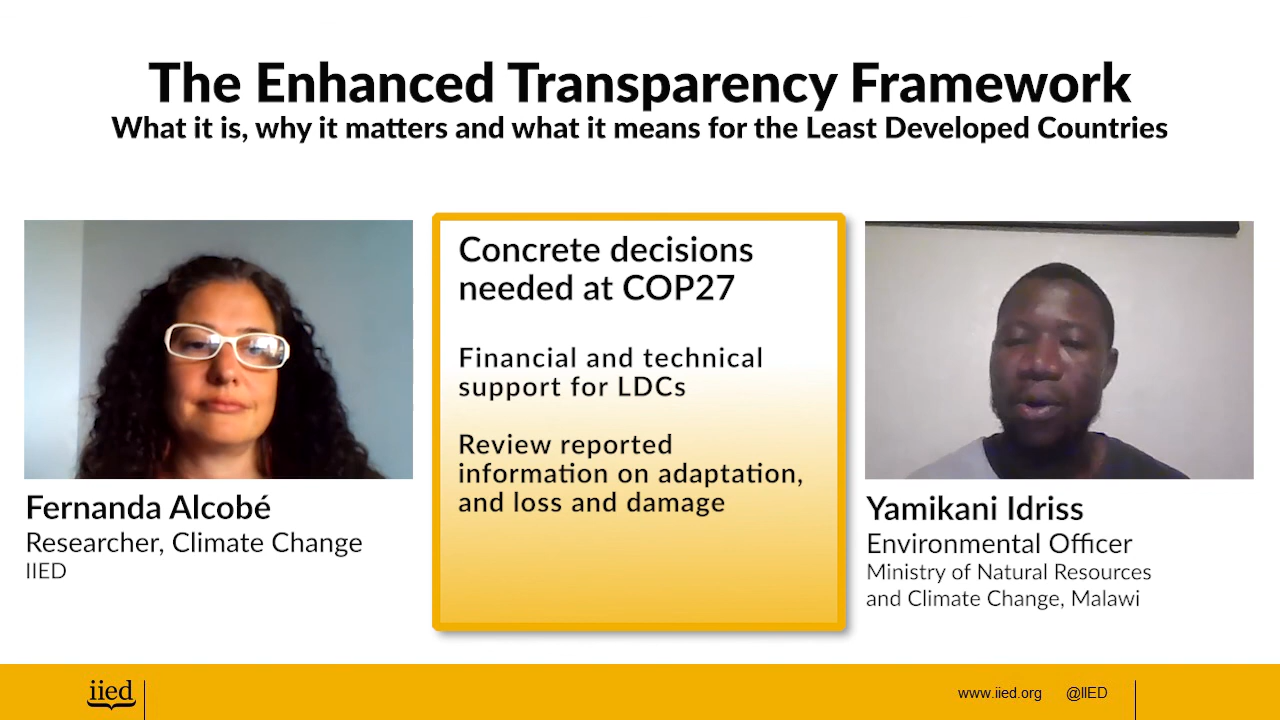 The Enhanced Transparency Framework
What it is, why it matters and what it means for the Least Developed Countries
Concrete decisions
needed at COP27
Financial and technical
support for LDCs
Review reported
information on adaptation,
and loss and damage
Fernanda Alcobé
Researcher, Climate Change
IIED
Yamikani Idriss
Environmental Officer
Ministry of Natural Resources
and Climate Change, Malawi
iied
www.iied.org @IIED